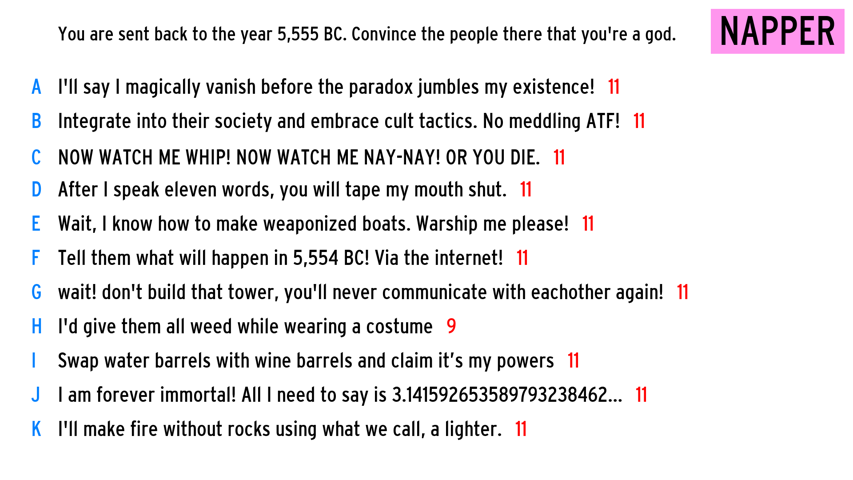 You are sent back to the year 5,555 BC. Convince the people there that you're a god.
NAPPER
A I'll say I magically vanish before the paradox jumbles my existence! 11
B Integrate into their society and embrace cult tactics. No meddling ATF! 11
C NOW WATCH ME WHIP! NOW WATCH ME NAY-NAY! OR YOU DIE. 11
D After I speak eleven words, you will tape my mouth shut. 11
E Wait, I know how to make weaponized boats. Warship me please! 11
F Tell them what will happen in 5,554 BC! Via the internet! 11
G wait! don't build that tower, you'll never communicate with eachother again! 11
H I'd give them all weed while wearing a costume 9
I Swap water barrels with wine barrels and claim it’s my powers 11
J I am forever immortal! All I need to say is 3.141592653589793238462... 11
K I'll make fire without rocks using what we call, a lighter. 11